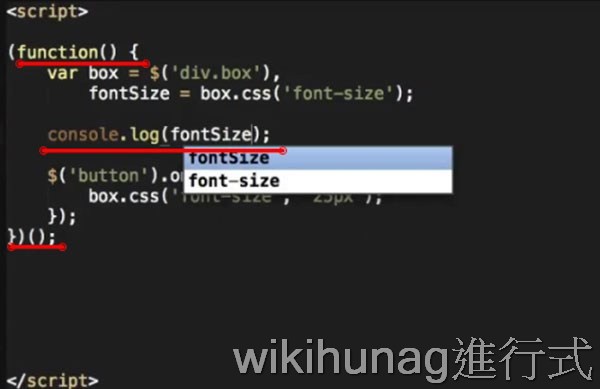 <script>
(function() {
var box = $('div.box'),
fontSize = box.css('font-size');
console.log(fontSize);
fontSize
font-size
$('button').on
box.css('font-size', '25px');
});
})();
</script>
wikihunag進行式